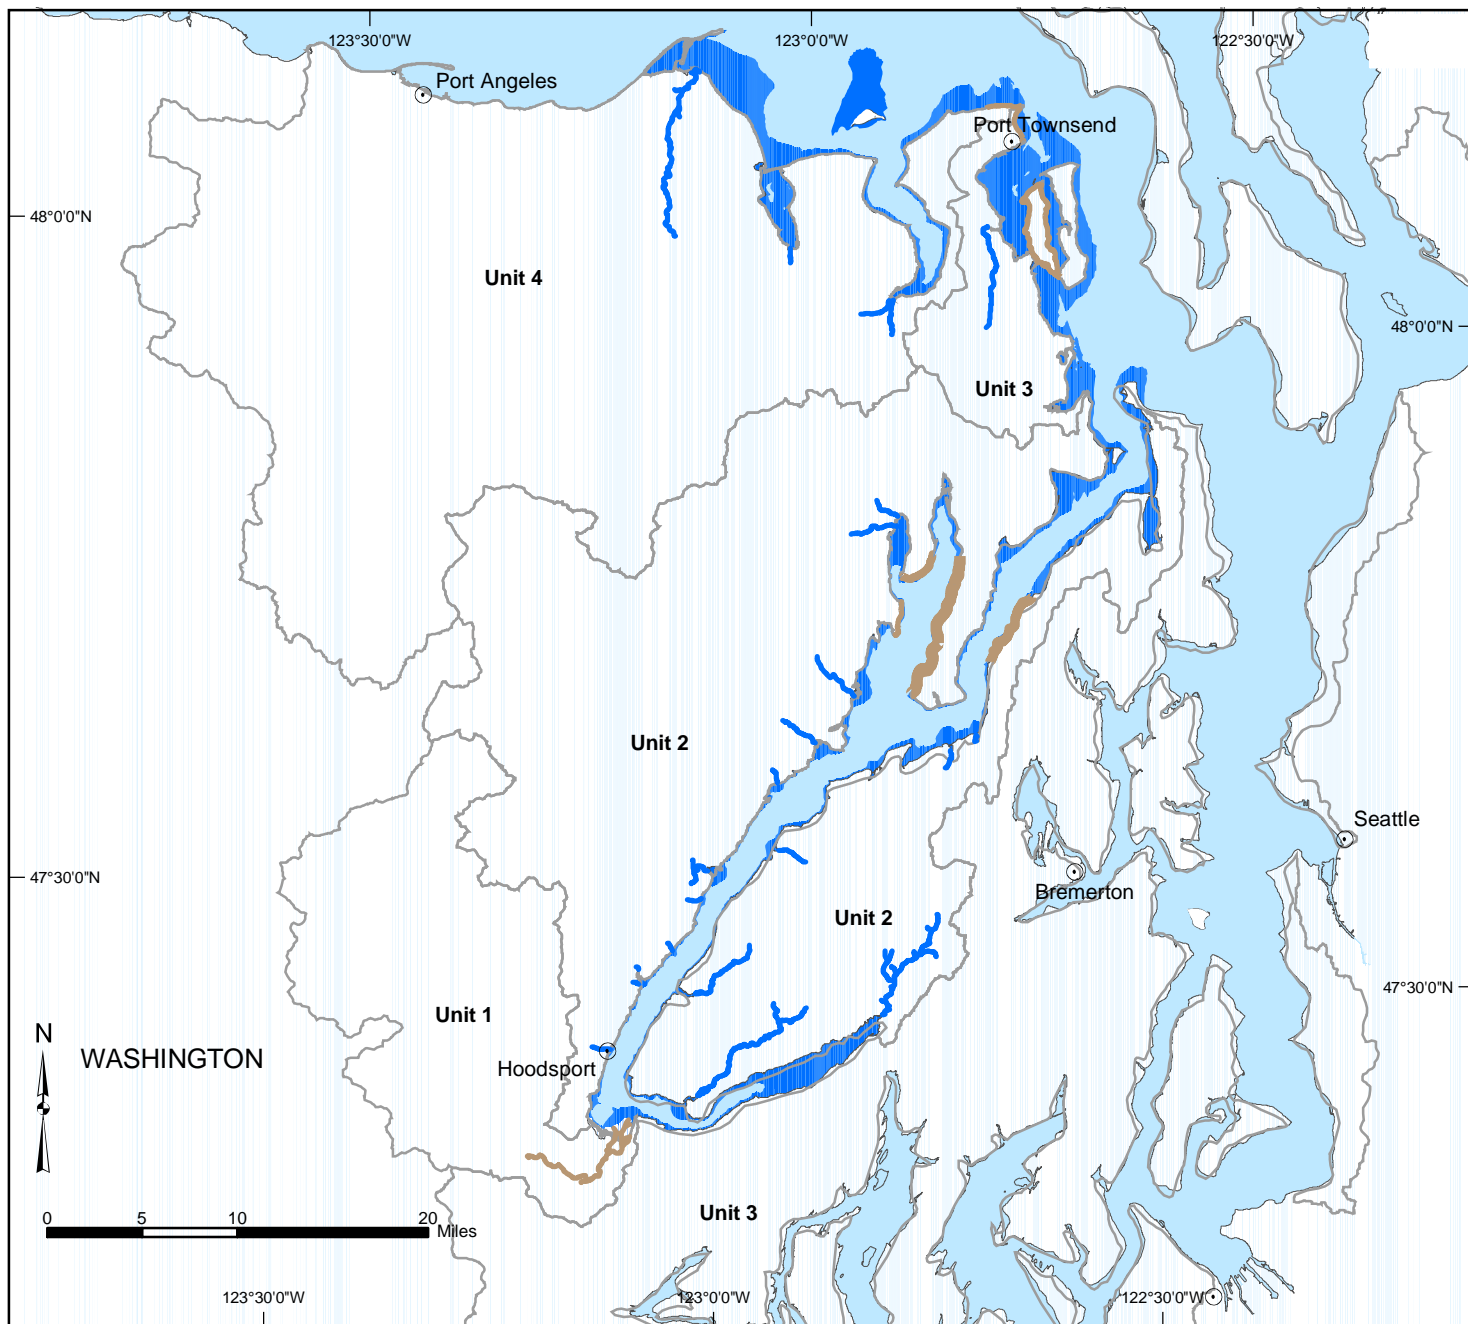 123°30'0"W
123°0'0"W
122°30'0"W
Port Angeles
Port Townsend
48°0'0"N
Unit 4
48°0'0"N
Unit 3
Unit 2
Seattle
47°30'0"N
Bremerton
Unit 2
47°30'0"N
Unit 1
N
WASHINGTON
Hoodsport
Unit 3
0 5 10 20
Miles
123°30'0"W
123°0'0"W
122°30'0"W